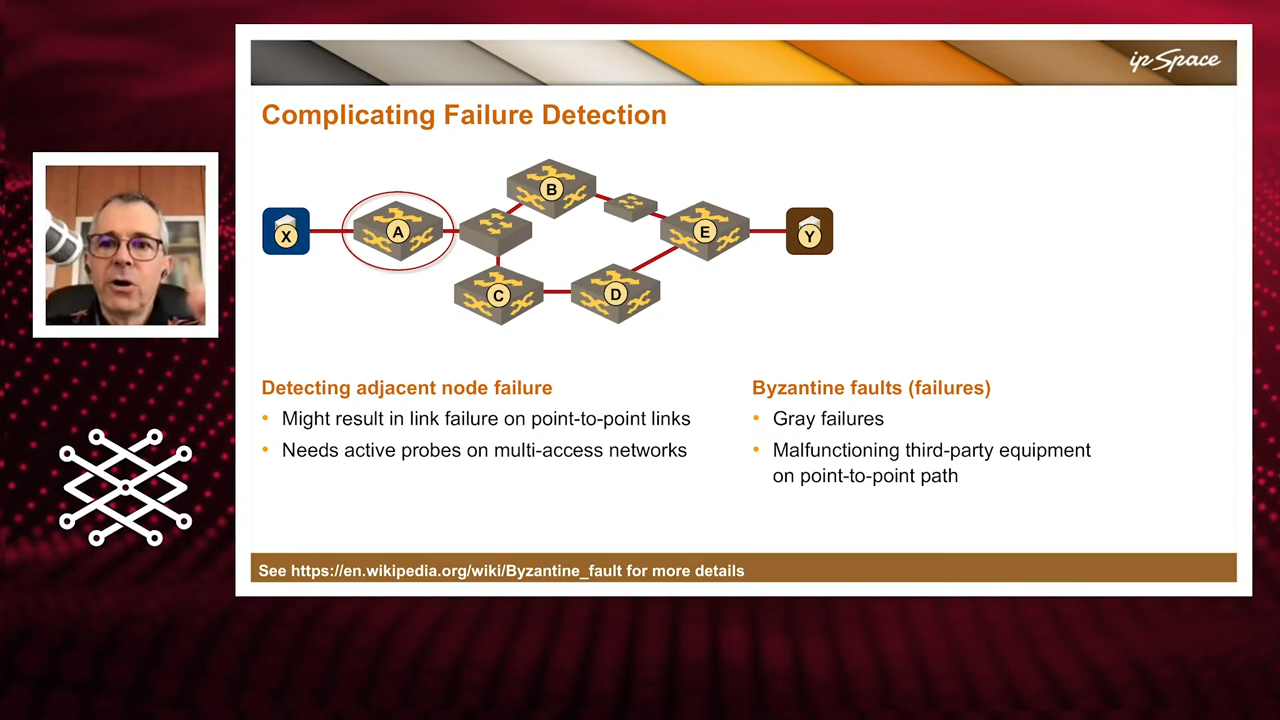 ip Space
Complicating Failure Detection
B
X
A
E
Y
C
D
Detecting adjacent node failure
• Might result in link failure on point-to-point links
• Needs active probes on multi-access networks
Byzantine faults (failures)
• Gray failures
• Malfunctioning third-party equipment
on point-to-point path
See https://en.wikipedia.org/wiki/Byzantine_fault for more details